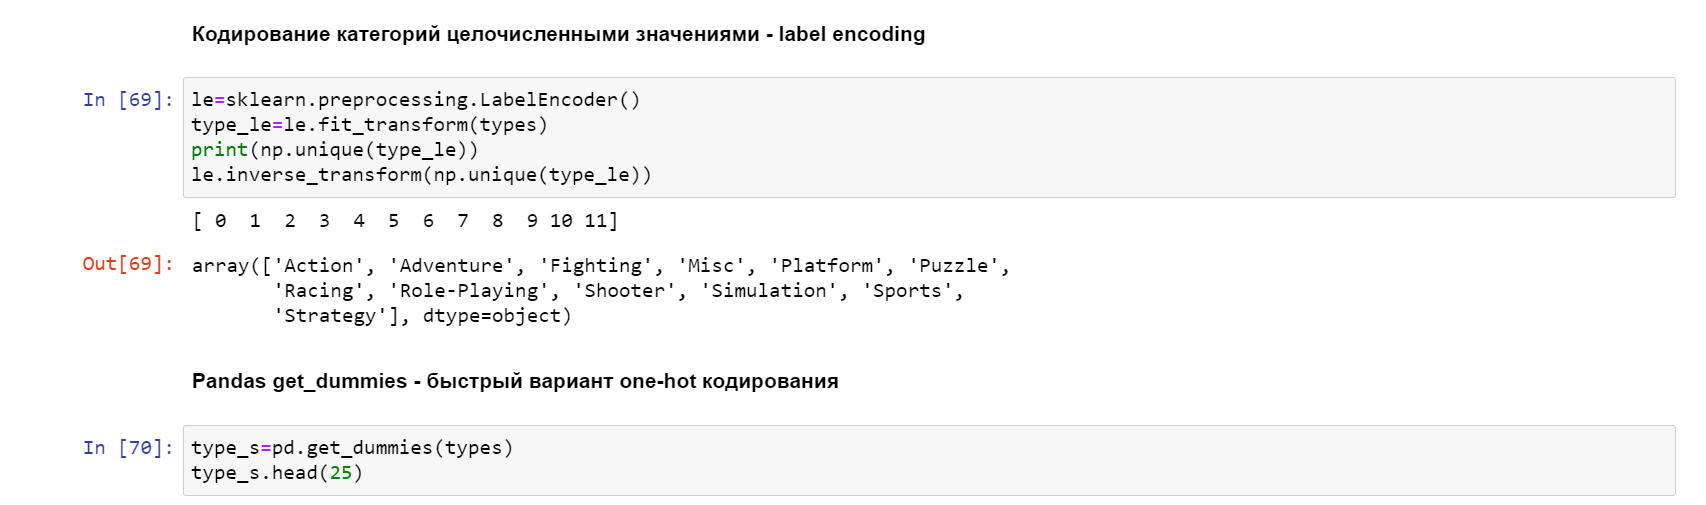 Кодирование категорий целочисленными значениями - label encoding
In [69]: le=sklearn.preprocessing.LabelEncoder()
type_le=le.fit_transform(types)
print(np.unique(type_le))
le.inverse_transform(np.unique(type_le))
[ 0  1  2  3  4  5  6  7  8  9 10 11]
Out[69]: array(['Action', 'Adventure', 'Fighting', 'Misc', 'Platform', 'Puzzle',
'Racing', 'Role-Playing', 'Shooter', 'Simulation', 'Sports',
'Strategy'], dtype=object)
Pandas get_dummies - быстрый вариант one-hot кодирования
In [70]: type_s=pd.get_dummies(types)
type_s.head(25)